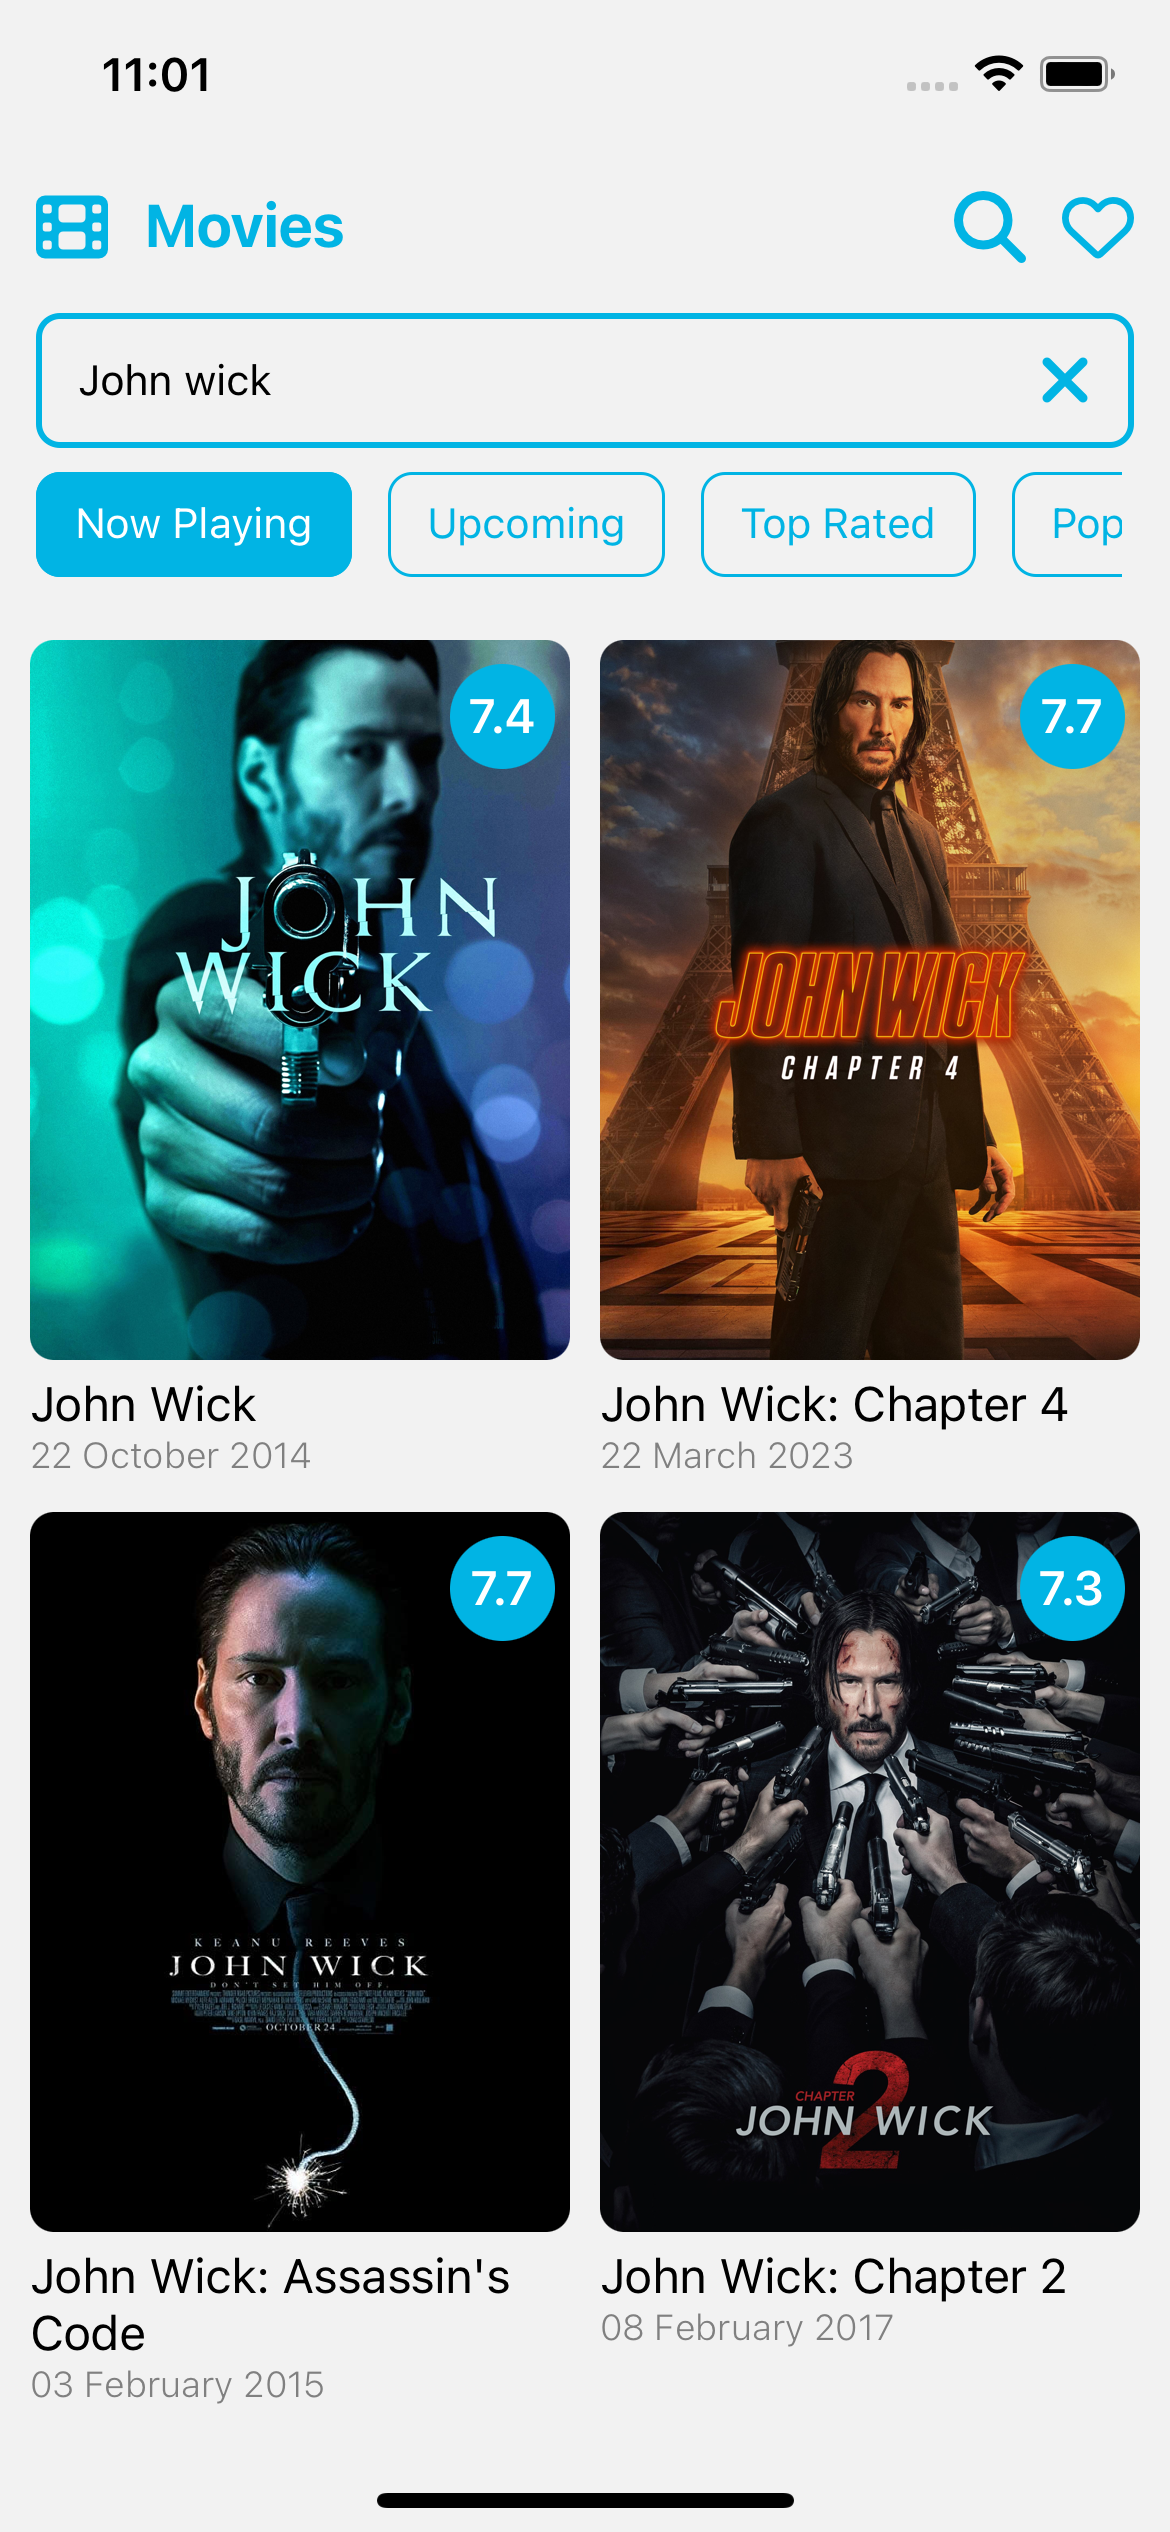 11:01
Movies
John wick
Now Playing
Upcoming
Top Rated
Pop
7.4
JOHN
WICK
7.7
JOHN WICK
CHAPTER 4
John Wick
22 October 2014
John Wick: Chapter 4
22 March 2023
7.7
KEANU REEVES
JOHN WICK
DON'T SET HIM OFF.
OCTOBER 24
7.3
CHAPTER
2
JOHN WICK
John Wick: Assassin's
Code
03 February 2015
John Wick: Chapter 2
08 February 2017